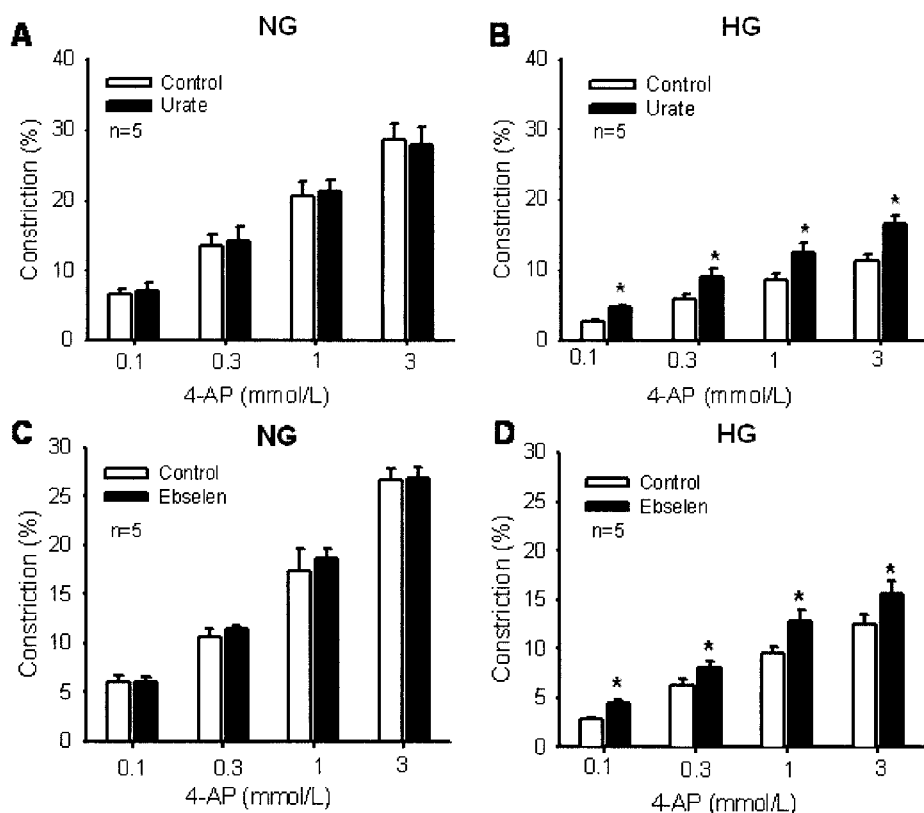 A
NG
40
30
20
10
0
Constriction (%)
Control
Urate
n=5
0.1 0.3 1 3
4-AP (mmol/L)
B
HG
40
30
20
10
0
Constriction (%)
Control
Urate
n=5
* * * *
0.1 0.3 1 3
4-AP (mmol/L)
C
NG
30
25
20
15
10
5
0
Constriction (%)
Control
Ebselen
n=5
0.1 0.3 1 3
4-AP (mmol/L)
D
HG
30
25
20
15
10
5
0
Constriction (%)
Control
Ebselen
n=5
* * * *
0.1 0.3 1 3
4-AP (mmol/L)